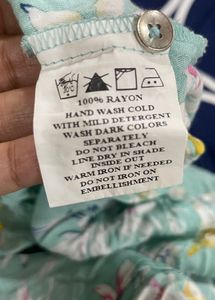 100% RAYON
HAND WASH COLD
WITH MILD DETERGENT
WASH DARK COLORS
SEPARATELY
DO NOT BLEACH
LINE DRY IN SHADE
INSIDE OUT
WARM IRON IF NEEDED
DO NOT IRON ON
EMBELLISHMENT